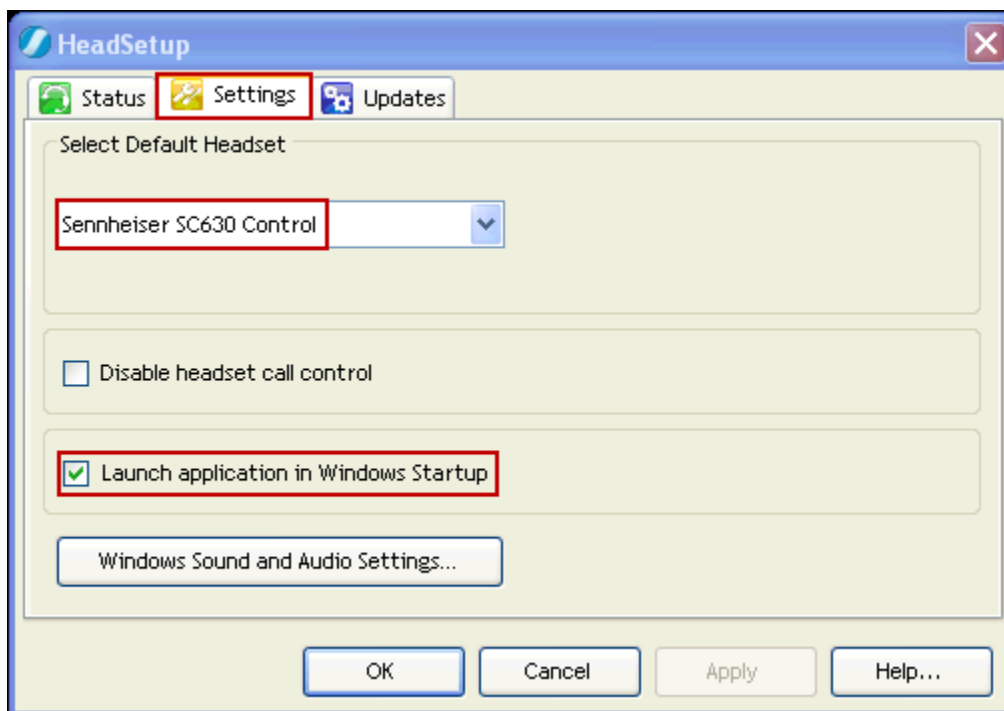 HeadSetup
Status Settings Updates
Select Default Headset
Sennheiser SC630 Control
Disable headset call control
Launch application in Windows Startup
Windows Sound and Audio Settings...
OK Cancel Apply Help...